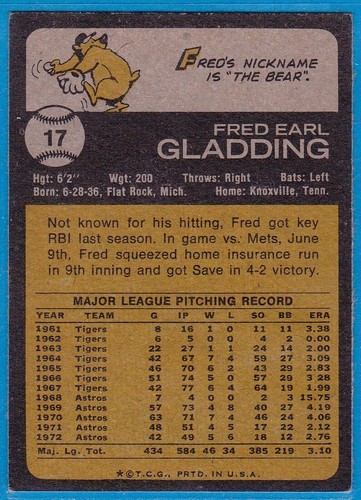 FRED'S NICKNAME
IS "THE BEAR".
17
FRED EARL
GLADDING
Hgt: 6'2" Wgt: 200 Throws: Right Bats: Left
Born: 6-28-36, Flat Rock, Mich. Home: Knoxville, Tenn.
Not known for his hitting, Fred got key
RBI last season. In game vs. Mets, June
9th, Fred squeezed home insurance run
in 9th inning and got Save in 4-2 victory.
MAJOR LEAGUE PITCHING RECORD
YEAR TEAM G IP W L SO BB ERA
1961 Tigers 8 16 1 0 11 11 3.38
1962 Tigers 6 5 0 0 4 2 0.00
1963 Tigers 22 27 1 1 24 14 2.00
1964 Tigers 42 67 7 4 59 27 3.09
1965 Tigers 46 70 6 2 43 29 2.83
1966 Tigers 51 74 5 0 57 29 3.28
1967 Tigers 42 77 6 4 64 19 1.99
1968 Astros 7 4 0 0 2 3 15.75
1969 Astros 57 73 4 8 40 27 4.19
1970 Astros 63 71 7 4 46 24 4.06
1971 Astros 48 51 4 5 17 22 2.12
1972 Astros 42 49 5 6 18 12 2.76
Maj. Lg. Tot. 434 584 46 34 385 219 3.10
*©T.C.G., PRTD. IN U.S.A.